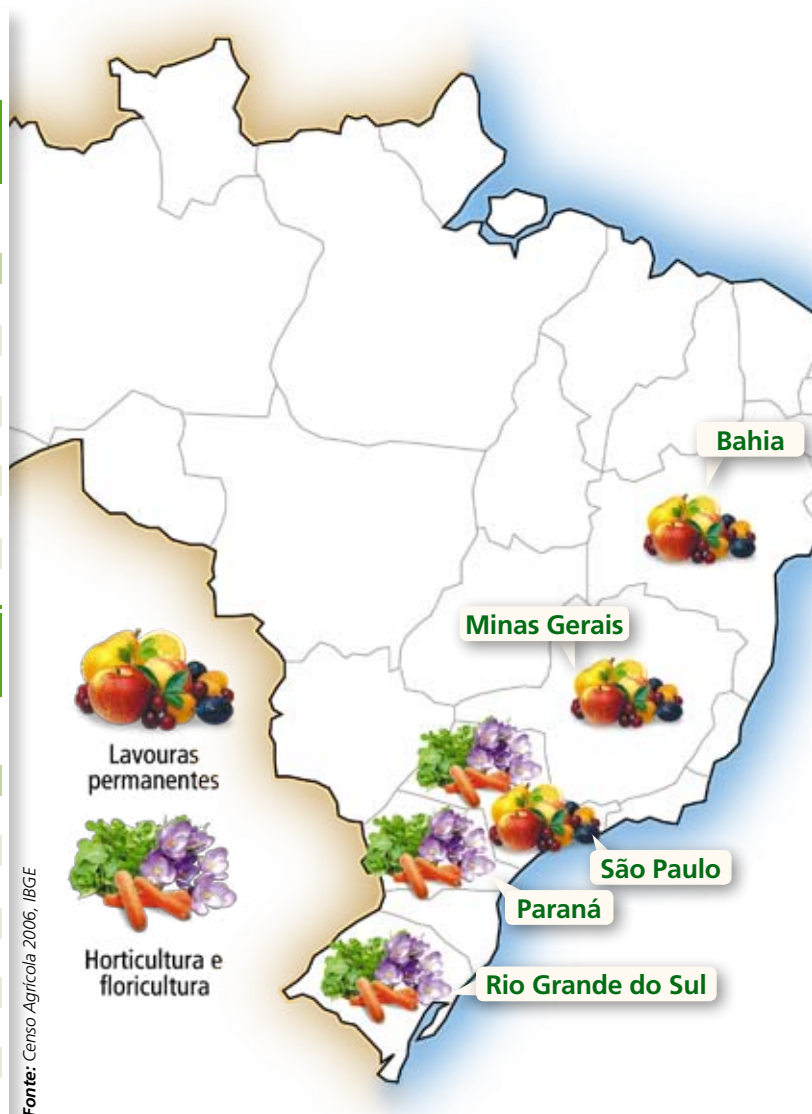 Bahia
Minas Gerais
São Paulo
Paraná
Rio Grande do Sul
Lavouras
permanentes
Horticultura e
floricultura
Fonte: Censo Agrícola 2006, IBGE